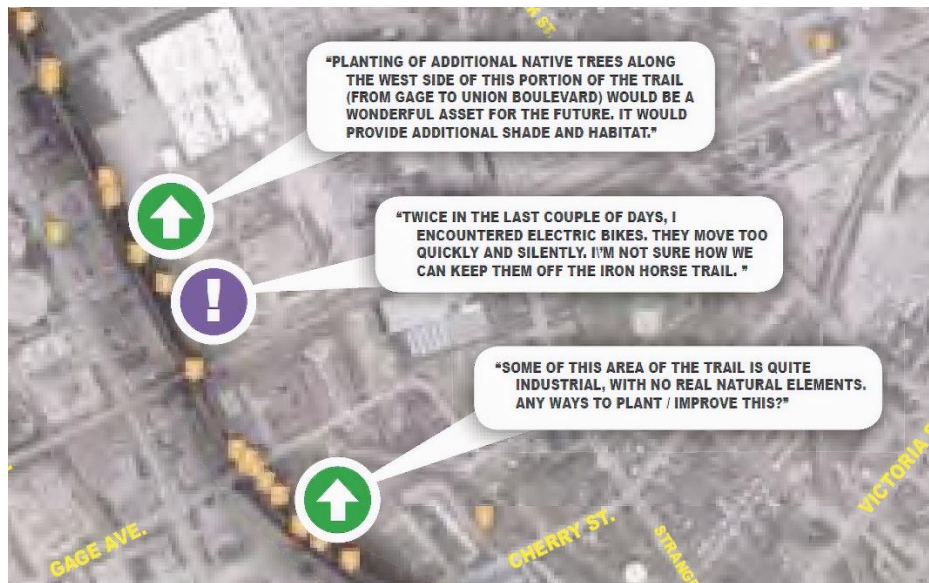 "PLANTING OF ADDITIONAL NATIVE TREES ALONG
THE WEST SIDE OF THIS PORTION OF THE TRAIL
(FROM GAGE TO UNION BOULEVARD) WOULD BE A
WONDERFUL ASSET FOR THE FUTURE. IT WOULD
PROVIDE ADDITIONAL SHADE AND HABITAT."
"TWICE IN THE LAST COUPLE OF DAYS, I
ENCOUNTERED ELECTRIC BIKES. THEY MOVE TOO
QUICKLY AND SILENTLY. I\"M NOT SURE HOW WE
CAN KEEP THEM OFF THE IRON HORSE TRAIL. "
!
"SOME OF THIS AREA OF THE TRAIL IS QUITE
INDUSTRIAL, WITH NO REAL NATURAL ELEMENTS.
ANY WAYS TO PLANT / IMPROVE THIS?"
VICTORIA
GAGE AVE.
CHERRY ST.
ST.